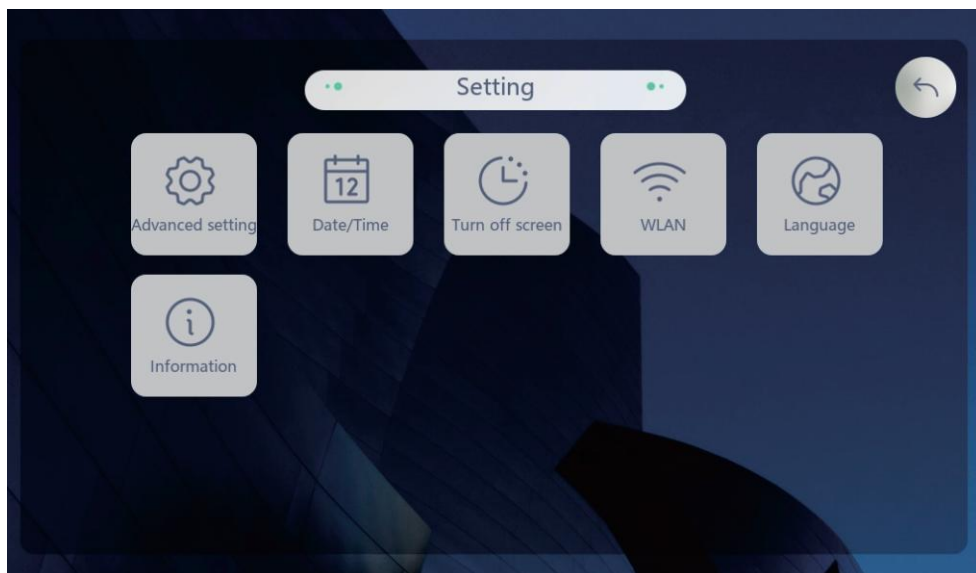 Setting
Advanced setting
12
Date/Time
Turn off screen
WLAN
Language
Information